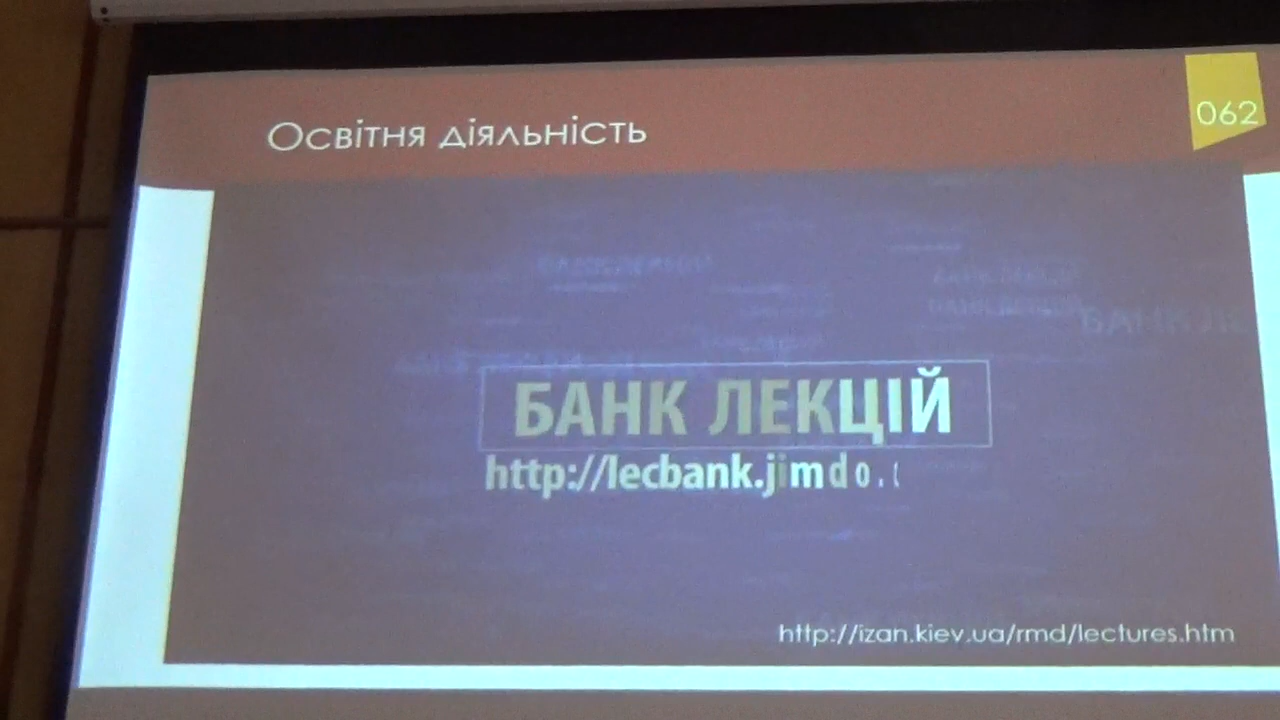 Освітня діяльність
062
БАНК ЛЕКЦІЙ
http://lecbank.jimdo.
http://izan.kiev.ua/rmd/lectures.htm